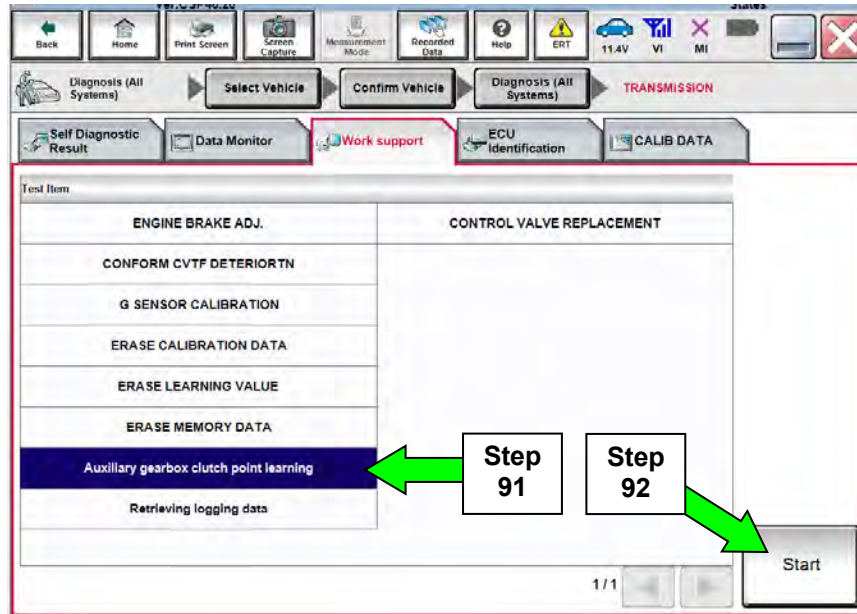 Back
Home
Print Screen
Screen
Capture
Measurement
Mode
Recorded
Data
Help
ERT
11.4V
VI
MI
Diagnosis (All
Systems)
Select Vehicle
Confirm Vehicle
Diagnosis (All
Systems)
TRANSMISSION
Self Diagnostic
Result
Data Monitor
Work support
ECU
Identification
CALIB DATA
Test Item
ENGINE BRAKE ADJ.
CONTROL VALVE REPLACEMENT
CONFORM CVTF DETERIORTN
G SENSOR CALIBRATION
ERASE CALIBRATION DATA
ERASE LEARNING VALUE
ERASE MEMORY DATA
Auxiliary gearbox clutch point learning
Retrieving logging data
Step
91
Step
92
Start
1/1